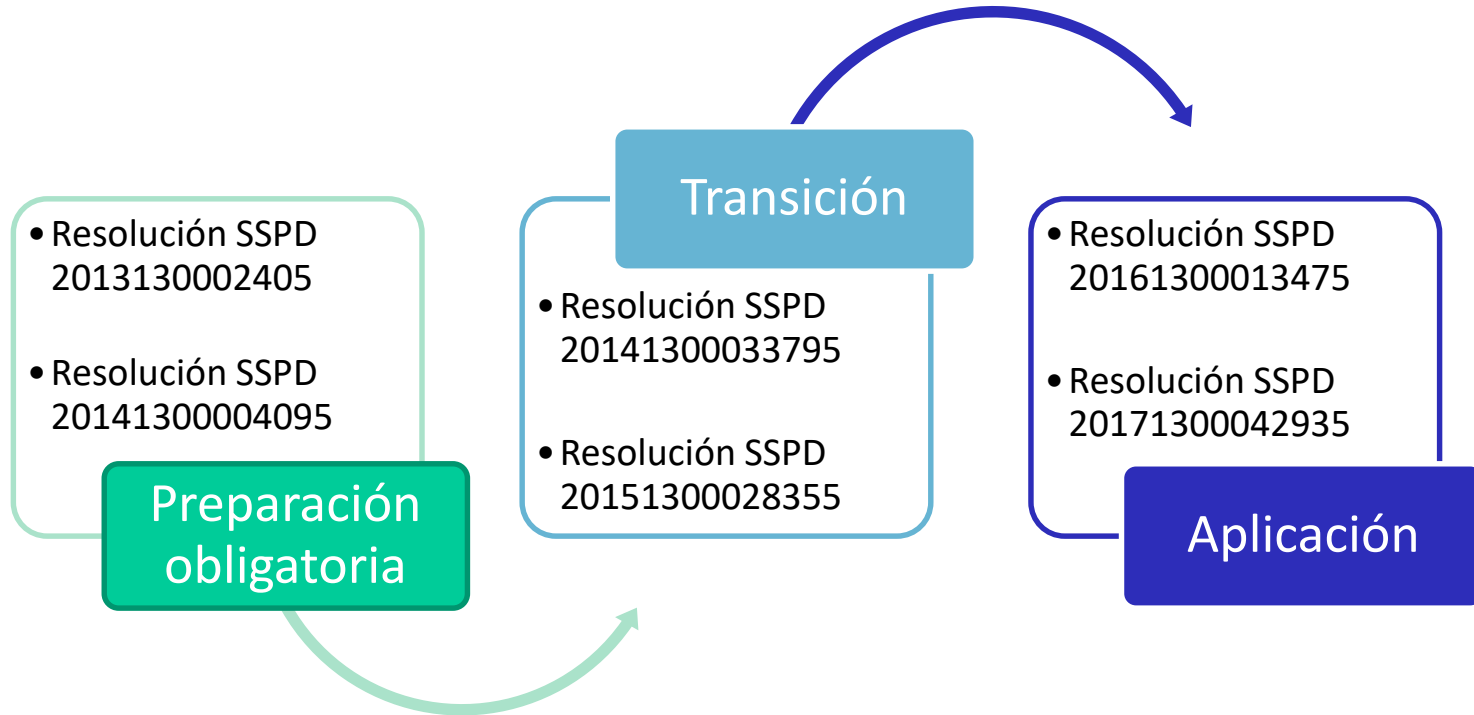 • Resolución SSPD
2013130002405
• Resolución SSPD
20141300004095
Preparación
obligatoria
Transición
• Resolución SSPD
20141300033795
• Resolución SSPD
20151300028355
• Resolución SSPD
20161300013475
• Resolución SSPD
20171300042935
Aplicación